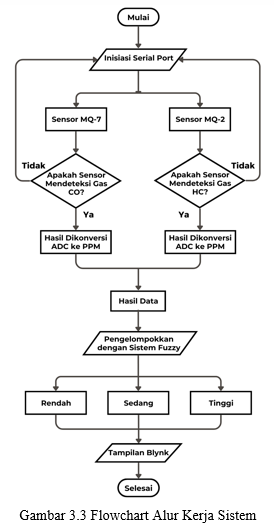 Mulai
Inisiasi Serial Port
Sensor MQ-7
Sensor MQ-2
Tidak
Tidak
Apakah Sensor
Mendeteksi Gas
CO?
Apakah Sensor
Mendeteksi Gas
HC?
Ya
Ya
Hasil Dikonversi
ADC ke PPM
Hasil Dikonversi
ADC ke PPM
Hasil Data
Pengelompokkan
dengan Sistem Fuzzy
Rendah
Sedang
Tinggi
Tampilan Blynk
Selesai
Gambar 3.3 Flowchart Alur Kerja Sistem